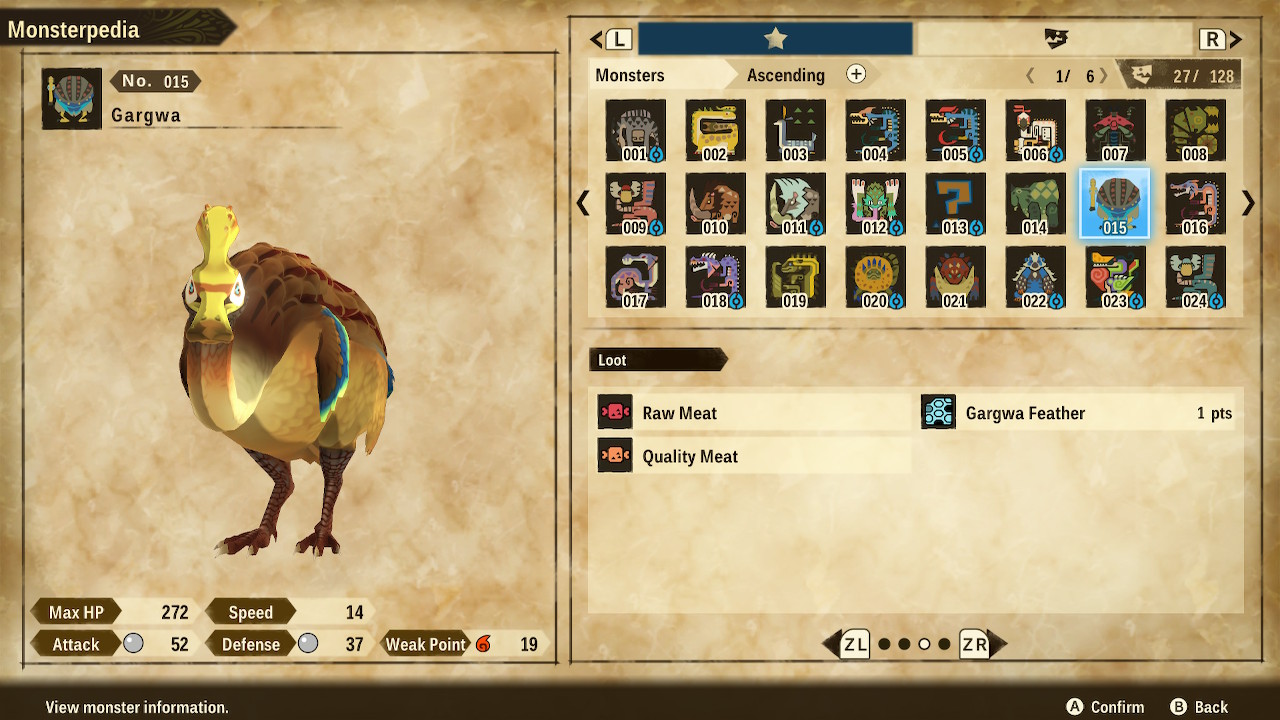 Monsterpedia
No. 015
Gargwa
L
R
Monsters
Ascending
1/ 6
27/ 128
001 002 003 004 005 006 007 008
009 010 011 012 013 014 015 016
017 018 019 020 021 022 023 024
Loot
Raw Meat
Gargwa Feather 1 pts
Quality Meat
ZL
ZR
Max HP 272
Speed 14
Attack 52
Defense 37
Weak Point 19
View monster information.
A Confirm
B Back